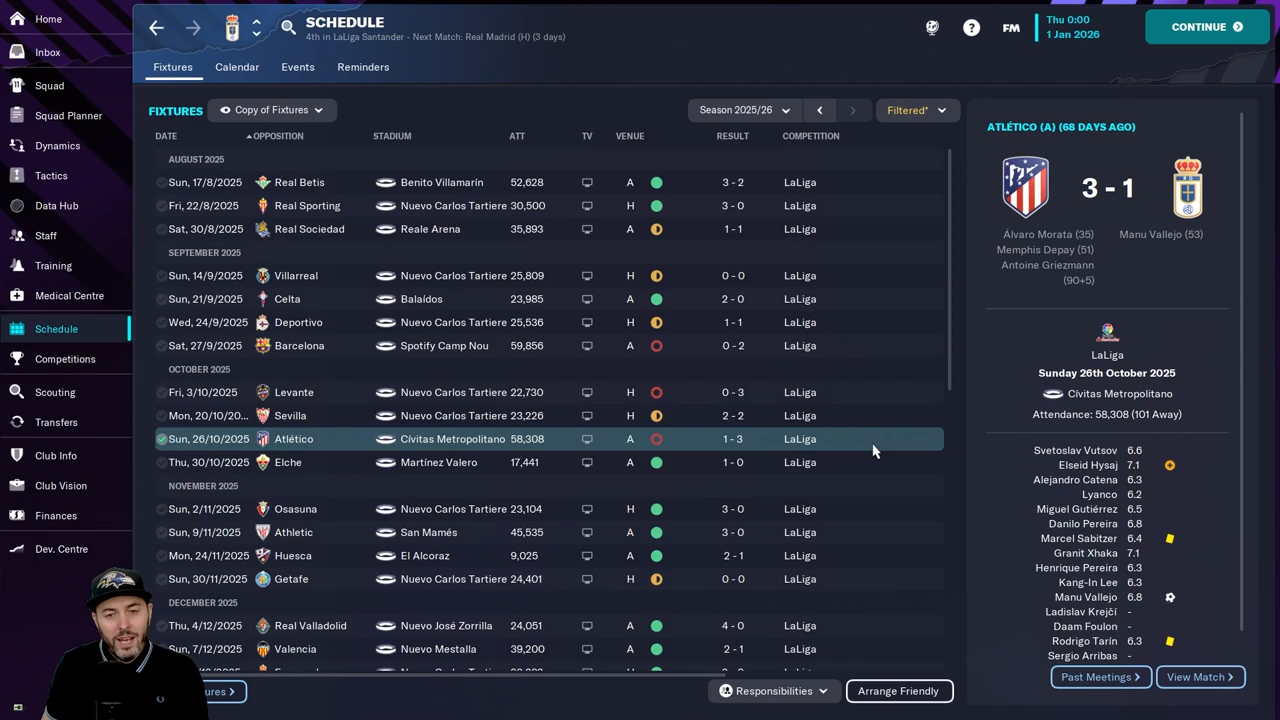 Home
Inbox
Squad
Squad Planner
Dynamics
Tactics
Data Hub
Staff
Training
Medical Centre
Schedule
Competitions
Scouting
Transfers
Club Info
Club Vision
Finances
Dev. Centre
SCHEDULE
4th in LaLiga Santander - Next Match: Real Madrid (H) (3 days)
FM
Thu 0:00
1 Jan 2026
CONTINUE
Fixtures Calendar Events Reminders
FIXTURES Copy of Fixtures Season 2025/26 Filtered*
DATE OPPOSITION STADIUM ATT TV VENUE RESULT COMPETITION
AUGUST 2025
Sun, 17/8/2025 Real Betis Benito Villamarín 52,628 A 3 - 2 LaLiga
Fri, 22/8/2025 Real Sporting Nuevo Carlos Tartiere 30,500 H 3 - 0 LaLiga
Sat, 30/8/2025 Real Sociedad Reale Arena 35,893 A 1 - 1 LaLiga
SEPTEMBER 2025
Sun, 14/9/2025 Villarreal Nuevo Carlos Tartiere 25,809 H 0 - 0 LaLiga
Sun, 21/9/2025 Celta Balaídos 23,985 A 2 - 0 LaLiga
Wed, 24/9/2025 Deportivo Nuevo Carlos Tartiere 25,536 H 1 - 1 LaLiga
Sat, 27/9/2025 Barcelona Spotify Camp Nou 59,856 A 0 - 2 LaLiga
OCTOBER 2025
Fri, 3/10/2025 Levante Nuevo Carlos Tartiere 22,730 H 0 - 3 LaLiga
Mon, 20/10/20... Sevilla Nuevo Carlos Tartiere 23,226 H 2 - 2 LaLiga
Sun, 26/10/2025 Atlético Cívitas Metropolitano 58,308 A 1 - 3 LaLiga
Thu, 30/10/2025 Elche Martínez Valero 17,441 A 1 - 0 LaLiga
NOVEMBER 2025
Sun, 2/11/2025 Osasuna Nuevo Carlos Tartiere 23,104 H 3 - 0 LaLiga
Sun, 9/11/2025 Athletic San Mamés 45,535 A 3 - 0 LaLiga
Mon, 24/11/2025 Huesca El Alcoraz 9,025 A 2 - 1 LaLiga
Sun, 30/11/2025 Getafe Nuevo Carlos Tartiere 24,401 H 0 - 0 LaLiga
DECEMBER 2025
Thu, 4/12/2025 Real Valladolid Nuevo José Zorrilla 24,051 A 4 - 0 LaLiga
Sun, 7/12/2025 Valencia Nuevo Mestalla 39,200 A 2 - 1 LaLiga
ures
Responsibilities
Arrange Friendly
ATLÉTICO (A) (68 DAYS AGO)
3 - 1
Álvaro Morata (35) Manu Vallejo (53)
Memphis Depay (51)
Antoine Griezmann
(90+5)
LaLiga
Sunday 26th October 2025
Cívitas Metropolitano
Attendance: 58,308 (101 Away)
Svetoslav Vutsov 6.6
Elseid Hysaj 7.1
Alejandro Catena 6.3
Lyanco 6.2
Miguel Gutiérrez 6.5
Danilo Pereira 6.8
Marcel Sabitzer 6.4
Granit Xhaka 7.1
Henrique Pereira 6.3
Kang-In Lee 6.3
Manu Vallejo 6.8
Ladislav Krejčí -
Daam Foulon -
Rodrigo Tarín 6.3
Sergio Arribas -
Past Meetings
View Match